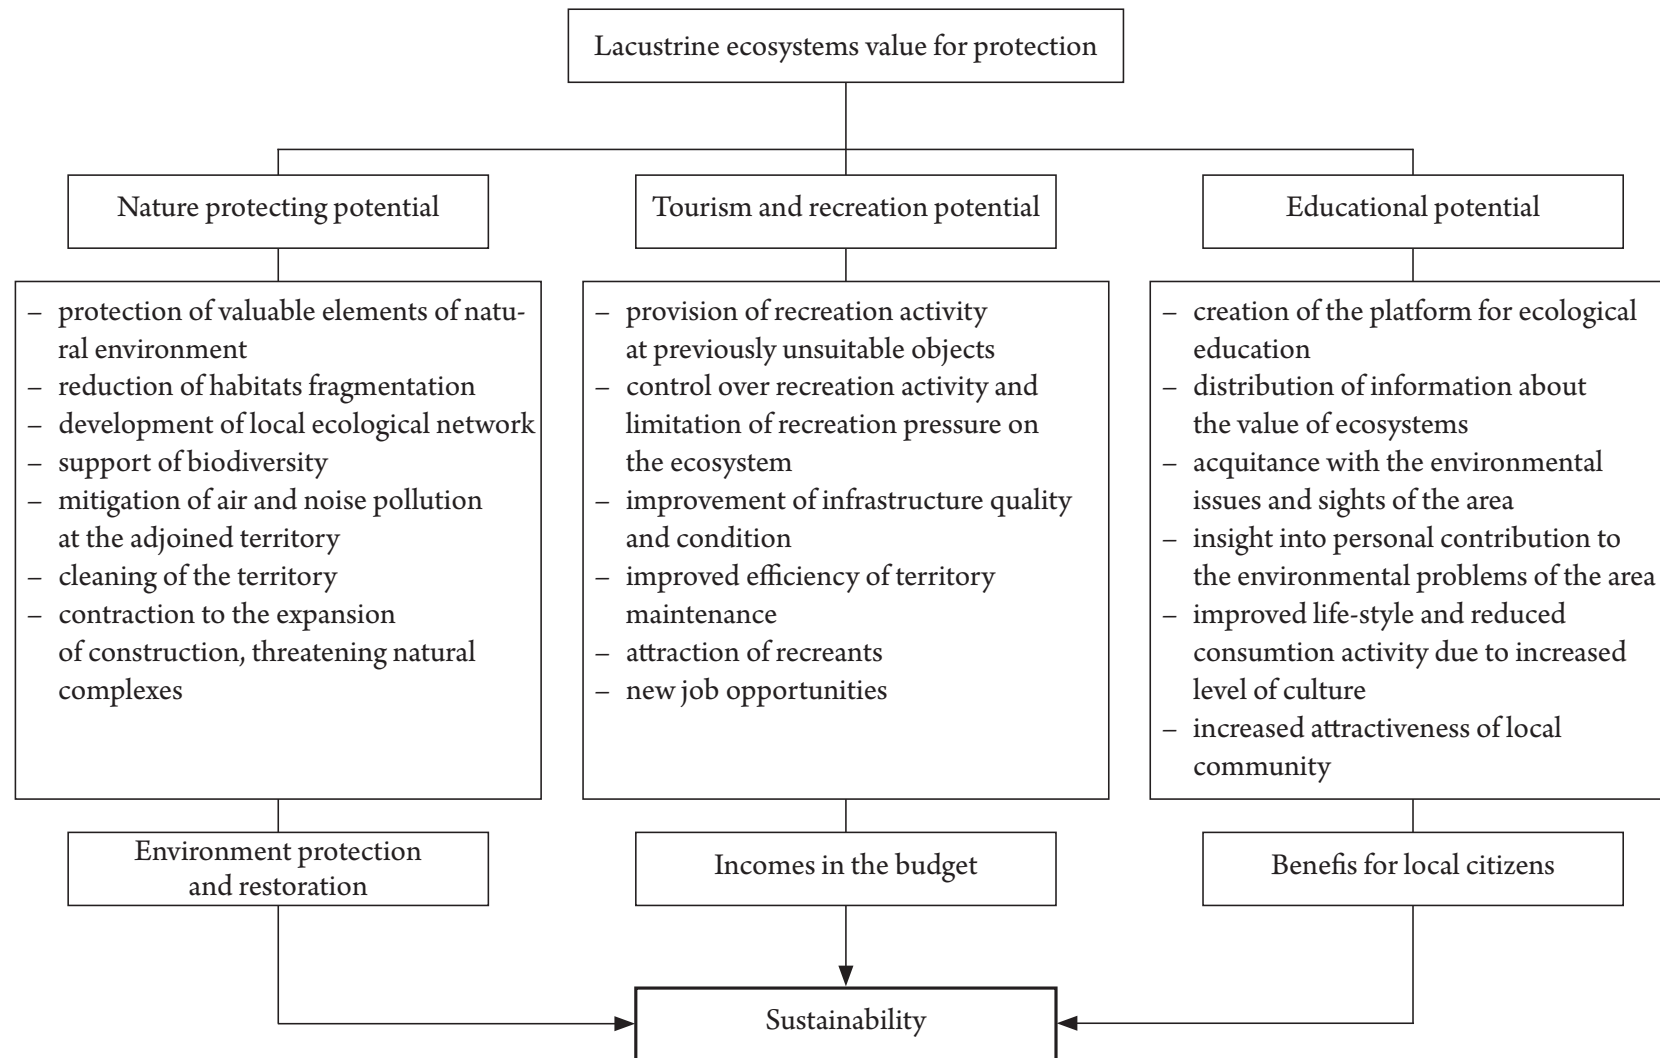 Lacustrine ecosystems value for protection
Nature protecting potential
Tourism and recreation potential
Educational potential
– protection of valuable elements of natu-
ral environment
– reduction of habitats fragmentation
– development of local ecological network
– support of biodiversity
– mitigation of air and noise pollution
at the adjoined territory
– cleaning of the territory
– contraction to the expansion
of construction, threatening natural
complexes
– provision of recreation activity
at previously unsuitable objects
– control over recreation activity and
limitation of recreation pressure on
the ecosystem
– improvement of infrastructure quality
and condition
– improved efficiency of territory
maintenance
– attraction of recreants
– new job opportunities
– creation of the platform for ecological
education
– distribution of information about
the value of ecosystems
– acquitance with the environmental
issues and sights of the area
– insight into personal contribution to
the environmental problems of the area
– improved life-style and reduced
consumtion activity due to increased
level of culture
– increased attractiveness of local
community
Environment protection
and restoration
Incomes in the budget
Benefis for local citizens
Sustainability